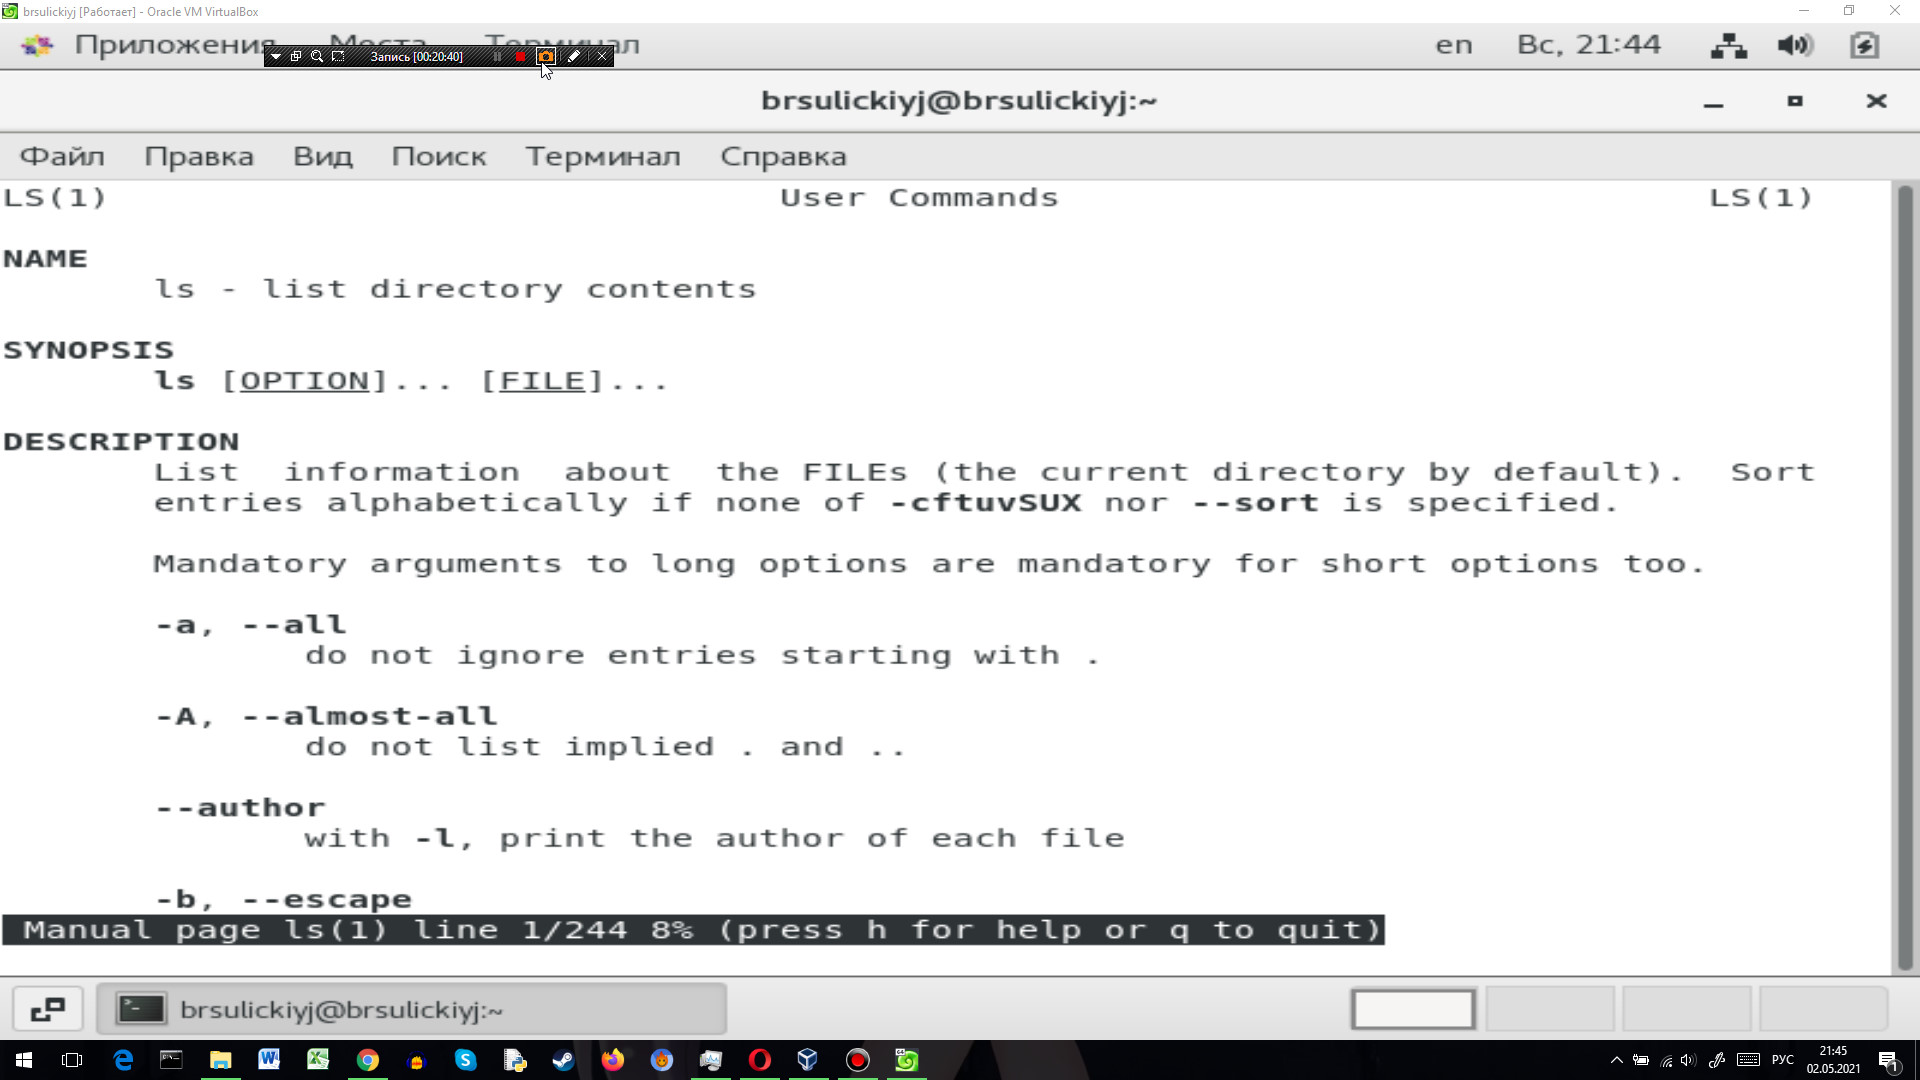 brsulickiyj [Работает] - Oracle VM VirtualBox
Приложения Места Терминал en Вс, 21:44
Запись [00:20:40]
brsulickiyj@brsulickiyj:~
Файл Правка Вид Поиск Терминал Справка
LS(1) User Commands LS(1)
NAME
ls - list directory contents
SYNOPSIS
ls [OPTION]... [FILE]...
DESCRIPTION
List information about the FILEs (the current directory by default). Sort
entries alphabetically if none of -cftuvSUX nor --sort is specified.
Mandatory arguments to long options are mandatory for short options too.
-a, --all
do not ignore entries starting with .
-A, --almost-all
do not list implied . and ..
--author
with -l, print the author of each file
-b, --escape
Manual page ls(1) line 1/244 8% (press h for help or q to quit)
brsulickiyj@brsulickiyj:~
РУС 21:45
02.05.2021
1